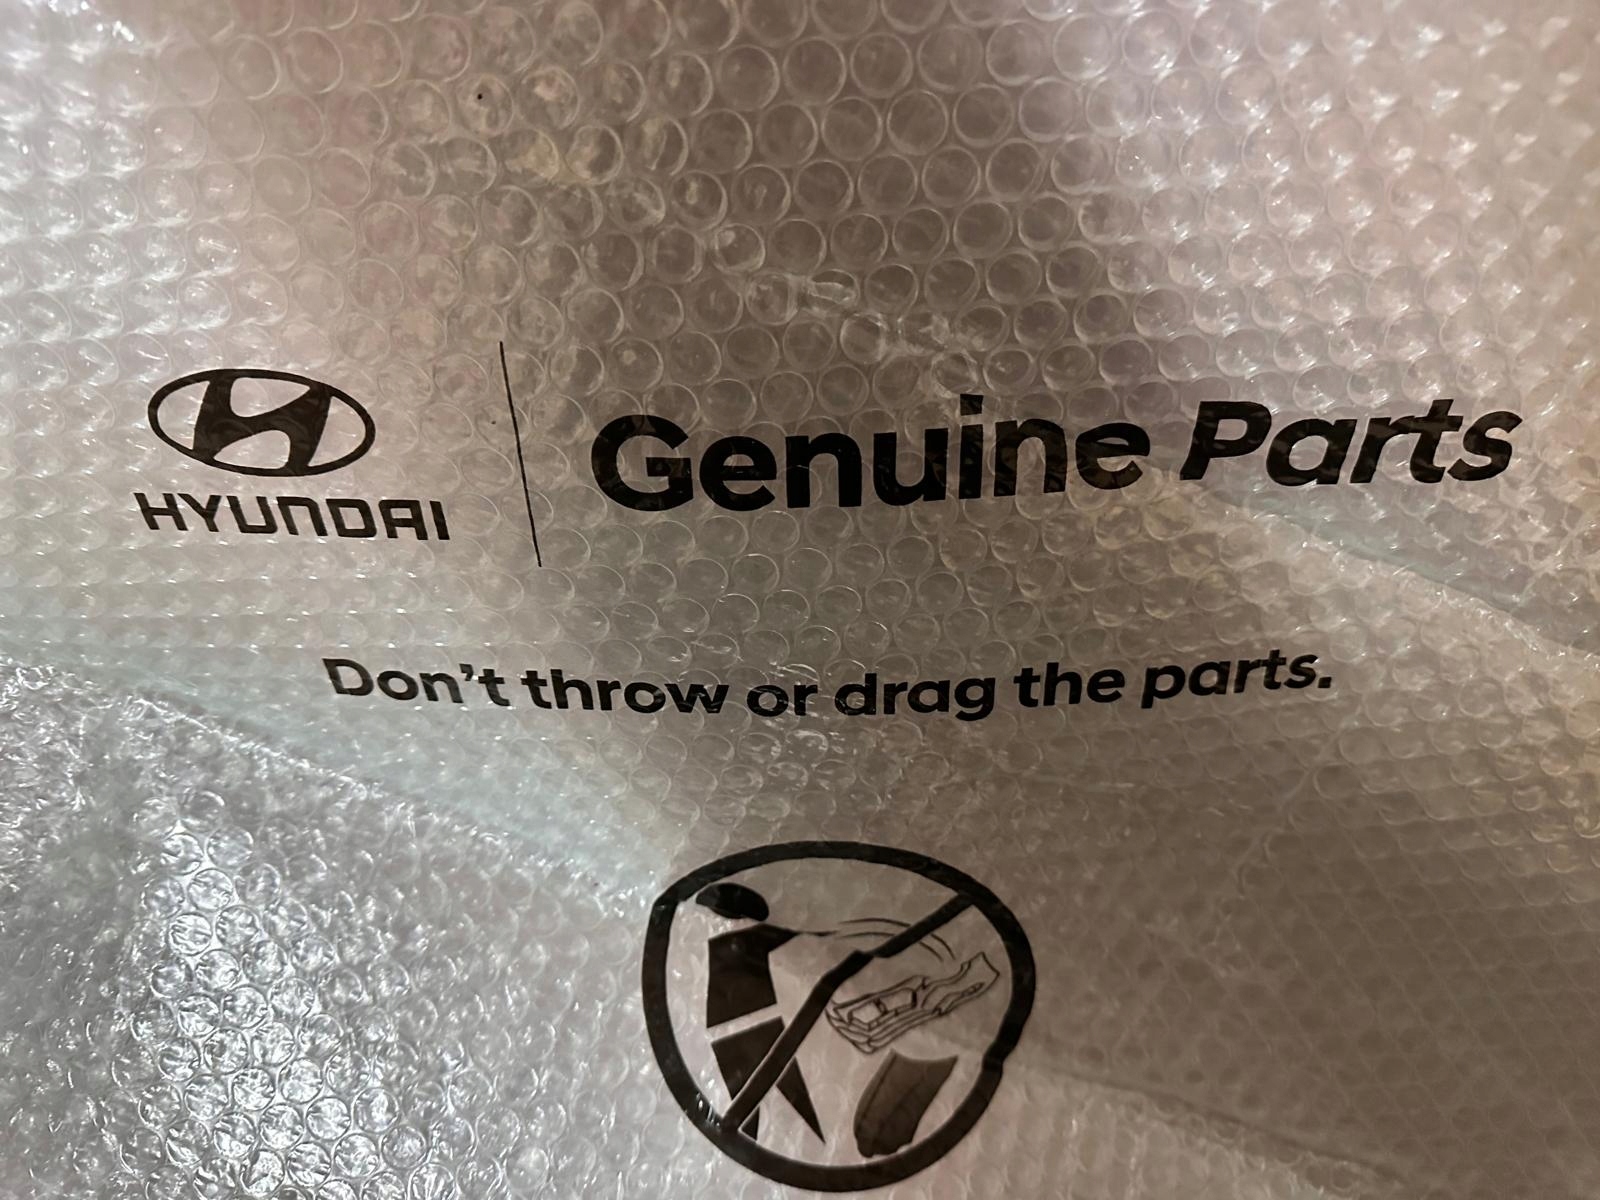 HYUNDAI
Genuine Parts
Don't throw or drag the parts.